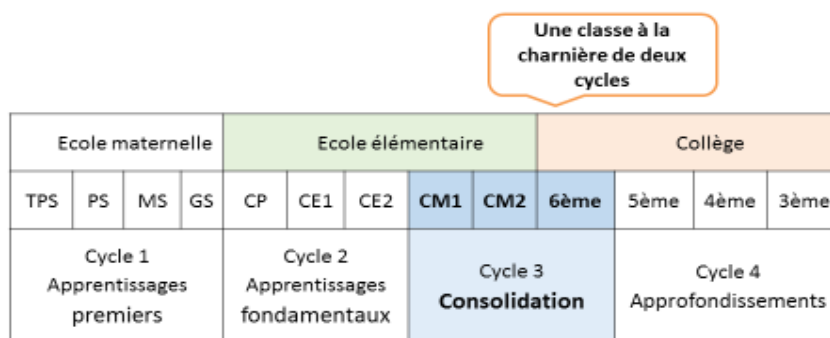 Une classe à la
charnière de deux
cycles
Ecole maternelle Ecole élémentaire Collège
TPS PS MS GS CP CE1 CE2 CM1 CM2 6ème 5ème 4ème 3ème
Cycle 1
Apprentissages
premiers
Cycle 2
Apprentissages
fondamentaux
Cycle 3
Consolidation
Cycle 4
Approfondissements